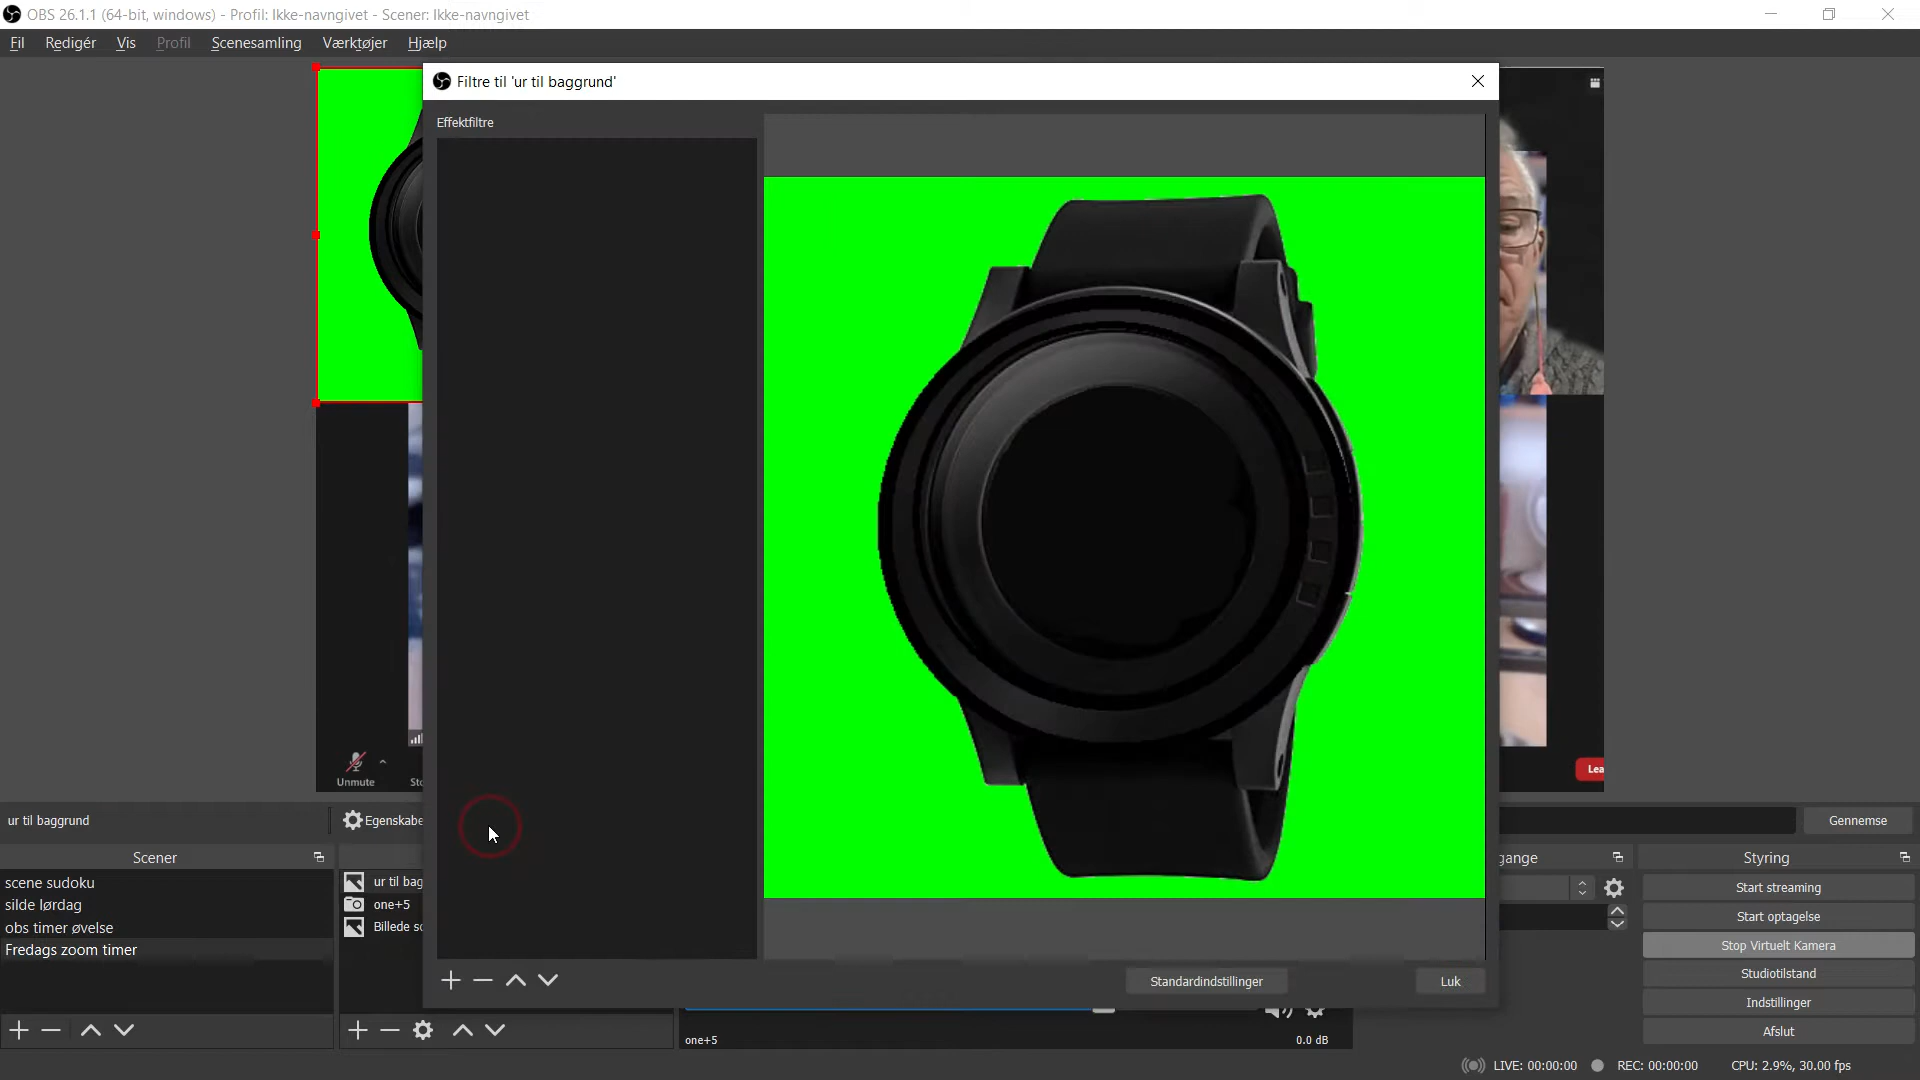 OBS 26.1.1 (64-bit, windows) - Profil: Ikke-navngivet - Scener: Ikke-navngivet
Fil Redigér Vis Profil Scenesamling Værktøjer Hjælp
Filtre til 'ur til baggrund'
Effektfiltre
Unmute
Sto
Lea
ur til baggrund
Egenskabe
Gennemse
Scener
gange
Styring
scene sudoku
silde lørdag
obs timer øvelse
Fredags zoom timer
ur til bag
one+5
Billede sc
Start streaming
Start optagelse
Stop Virtuelt Kamera
Studiotilstand
Indstillinger
Afslut
Standardindstillinger
Luk
one+5
0.0 dB
LIVE: 00:00:00
REC: 00:00:00
CPU: 2.9%, 30.00 fps